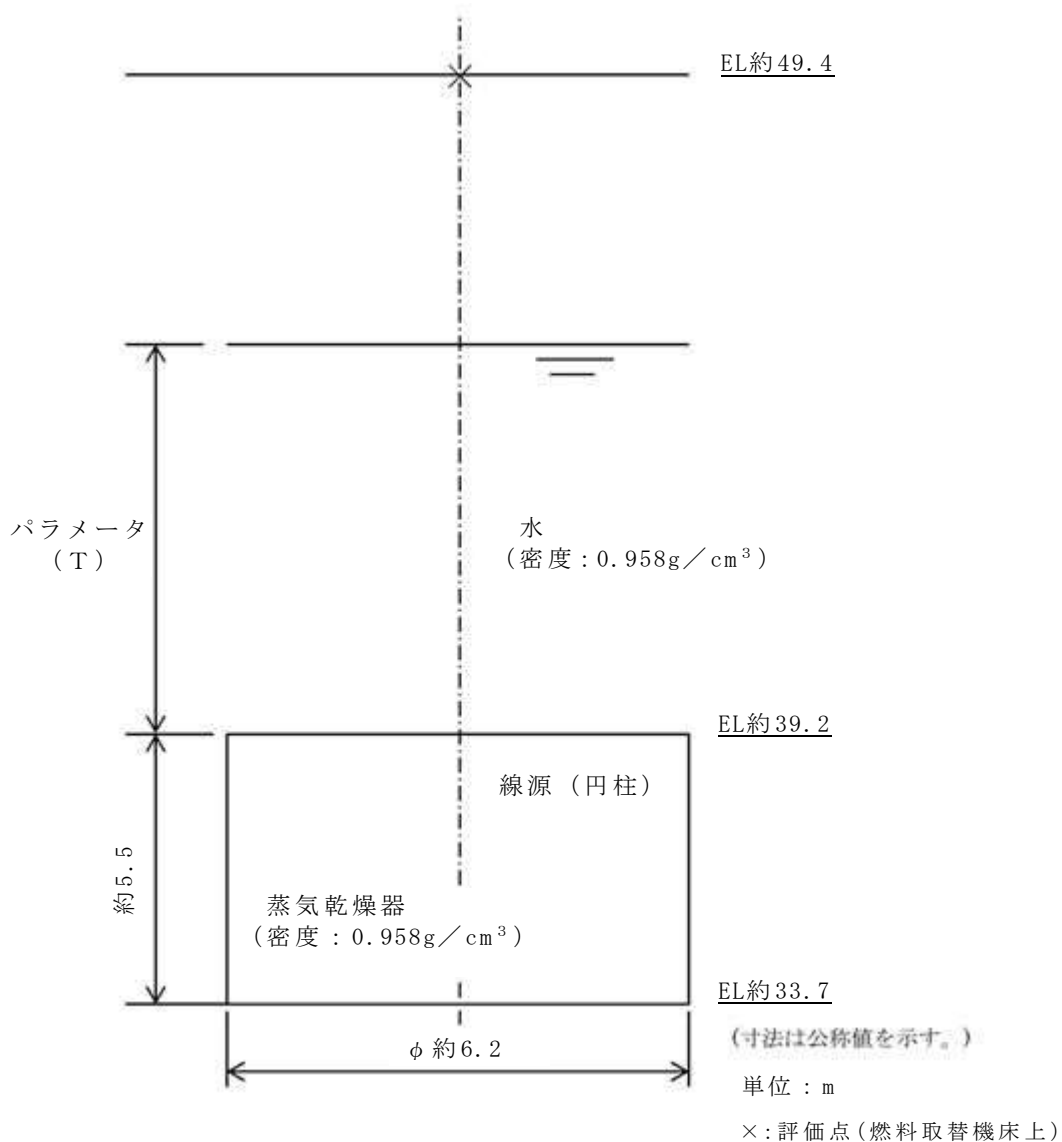 EL約49.4
パラメータ
(T)
水
(密度:0.958g/cm³)
EL約39.2
線源(円柱)
約5.5
蒸気乾燥器
(密度:0.958g/cm³)
EL約33.7
φ約6.2
(寸法は公称値を示す。)
単位:m
×:評価点(燃料取替機床上)